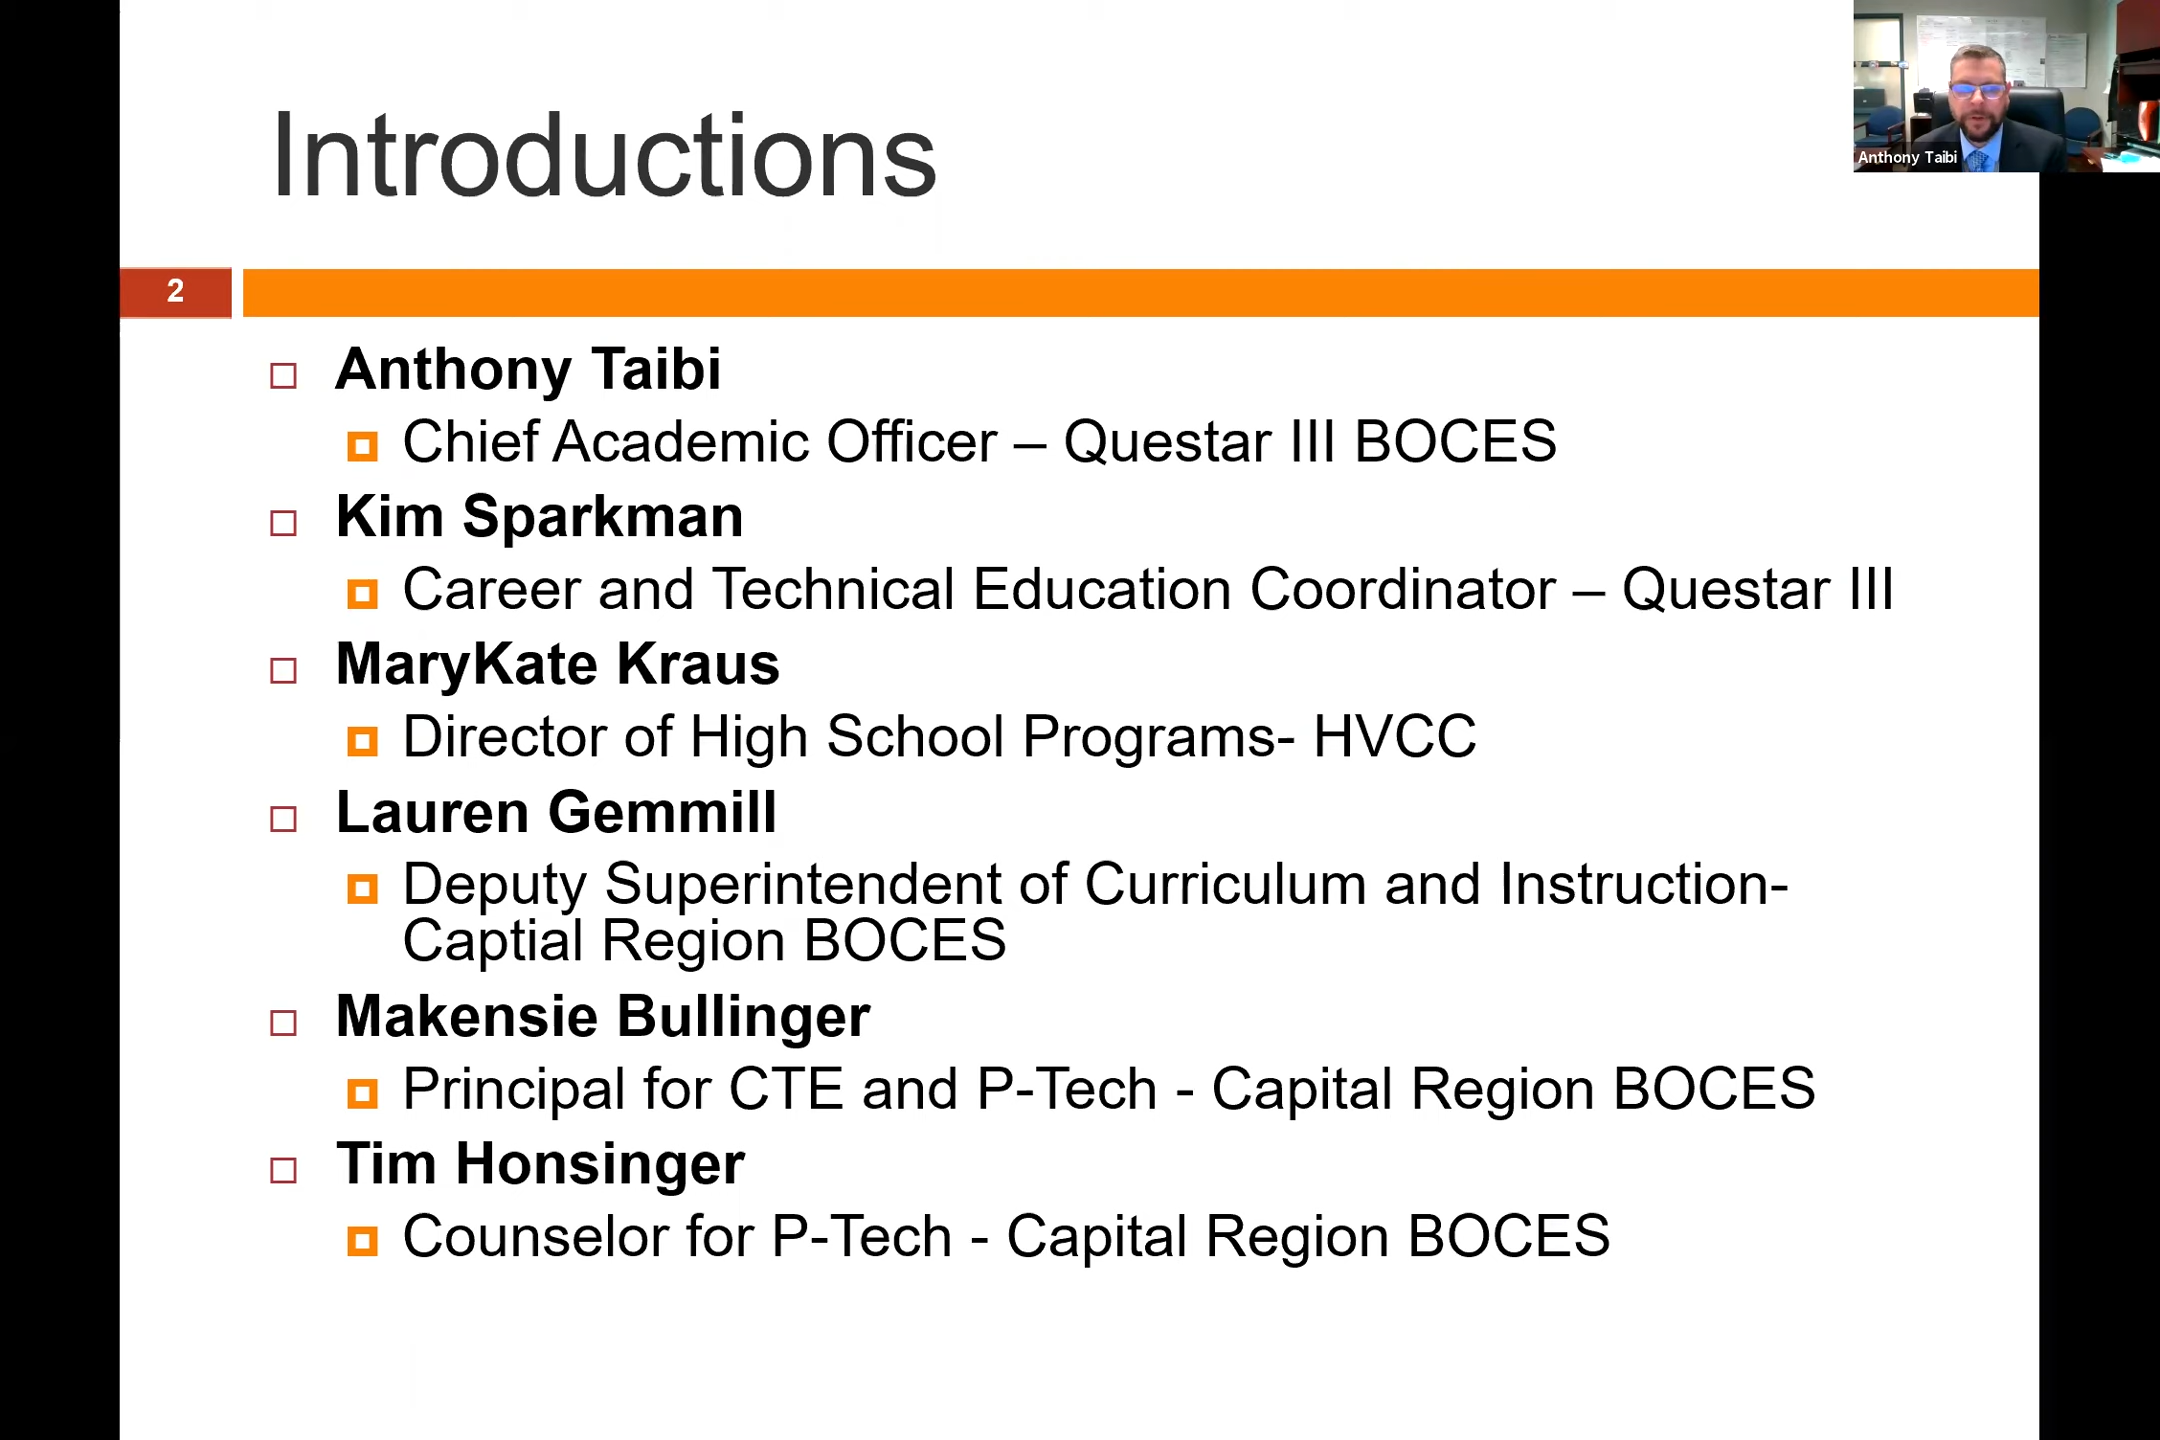 Introductions
Anthony Taibi
2
Anthony Taibi
Chief Academic Officer – Questar III BOCES
Kim Sparkman
Career and Technical Education Coordinator – Questar III
MaryKate Kraus
Director of High School Programs- HVCC
Lauren Gemmill
Deputy Superintendent of Curriculum and Instruction-
Captial Region BOCES
Makensie Bullinger
Principal for CTE and P-Tech - Capital Region BOCES
Tim Honsinger
Counselor for P-Tech - Capital Region BOCES